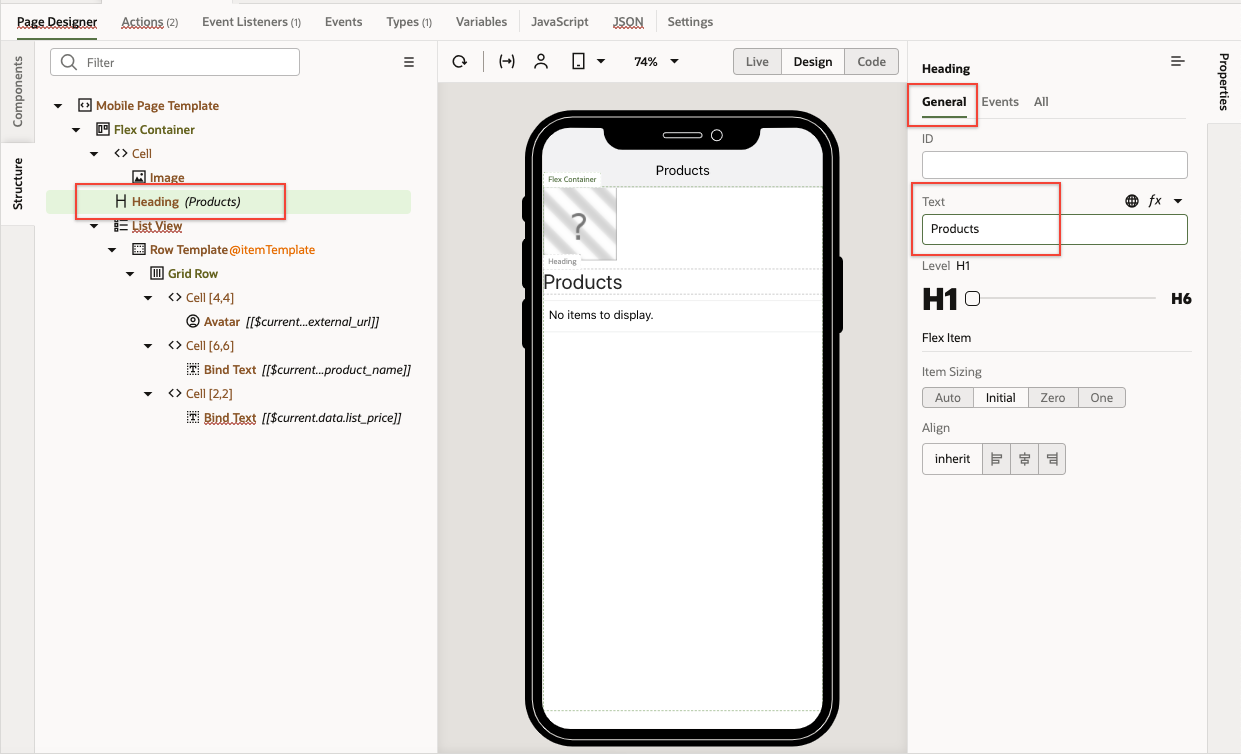 Page Designer Actions (2) Event Listeners (1) Events Types (1) Variables JavaScript JSON Settings
Components
Structure
Filter
Mobile Page Template
Flex Container
Cell
Image
Heading (Products)
List View
Row Template@itemTemplate
Grid Row
Cell [4,4]
Avatar [[$current...external_url]]
Cell [6,6]
Bind Text [[$current...product_name]]
Cell [2,2]
Bind Text [[$current.data.list_price]]
74% Live Design Code
Products
Flex Container
?
Heading
Products
No items to display.
Heading
General Events All
ID
Text fx
Products
Level H1
H1 H6
Flex Item
Item Sizing
Auto Initial Zero One
Align
inherit
Properties